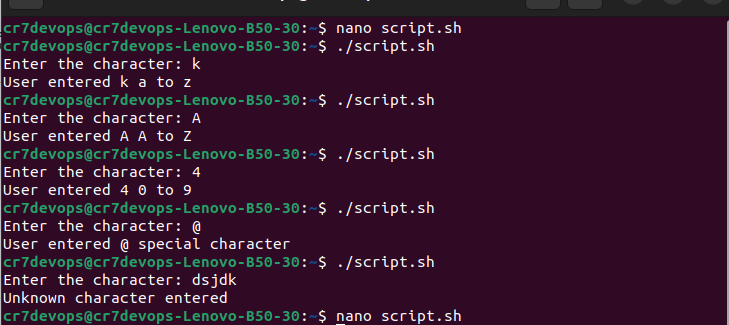 cr7devops@cr7devops-Lenovo-B50-30:~$ nano script.sh
cr7devops@cr7devops-Lenovo-B50-30:~$ ./script.sh
Enter the character: k
User entered k a to z
cr7devops@cr7devops-Lenovo-B50-30:~$ ./script.sh
Enter the character: A
User entered A A to Z
cr7devops@cr7devops-Lenovo-B50-30:~$ ./script.sh
Enter the character: 4
User entered 4 0 to 9
cr7devops@cr7devops-Lenovo-B50-30:~$ ./script.sh
Enter the character: @
User entered @ special character
cr7devops@cr7devops-Lenovo-B50-30:~$ ./script.sh
Enter the character: dsjdk
Unknown character entered
cr7devops@cr7devops-Lenovo-B50-30:~$ nano script.sh